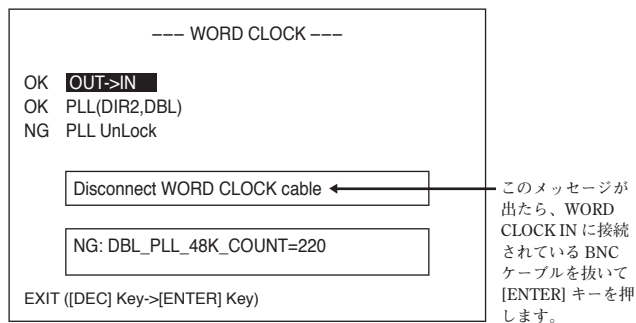 ––– WORD CLOCK –––
OK OUT->IN
OK PLL(DIR2,DBL)
NG PLL UnLock
Disconnect WORD CLOCK cable
NG: DBL_PLL_48K_COUNT=220
EXIT ([DEC] Key->[ENTER] Key)
このメッセージが
出たら、WORD
CLOCK IN に接続
されている BNC
ケーブルを抜いて
[ENTER] キーを押
します。